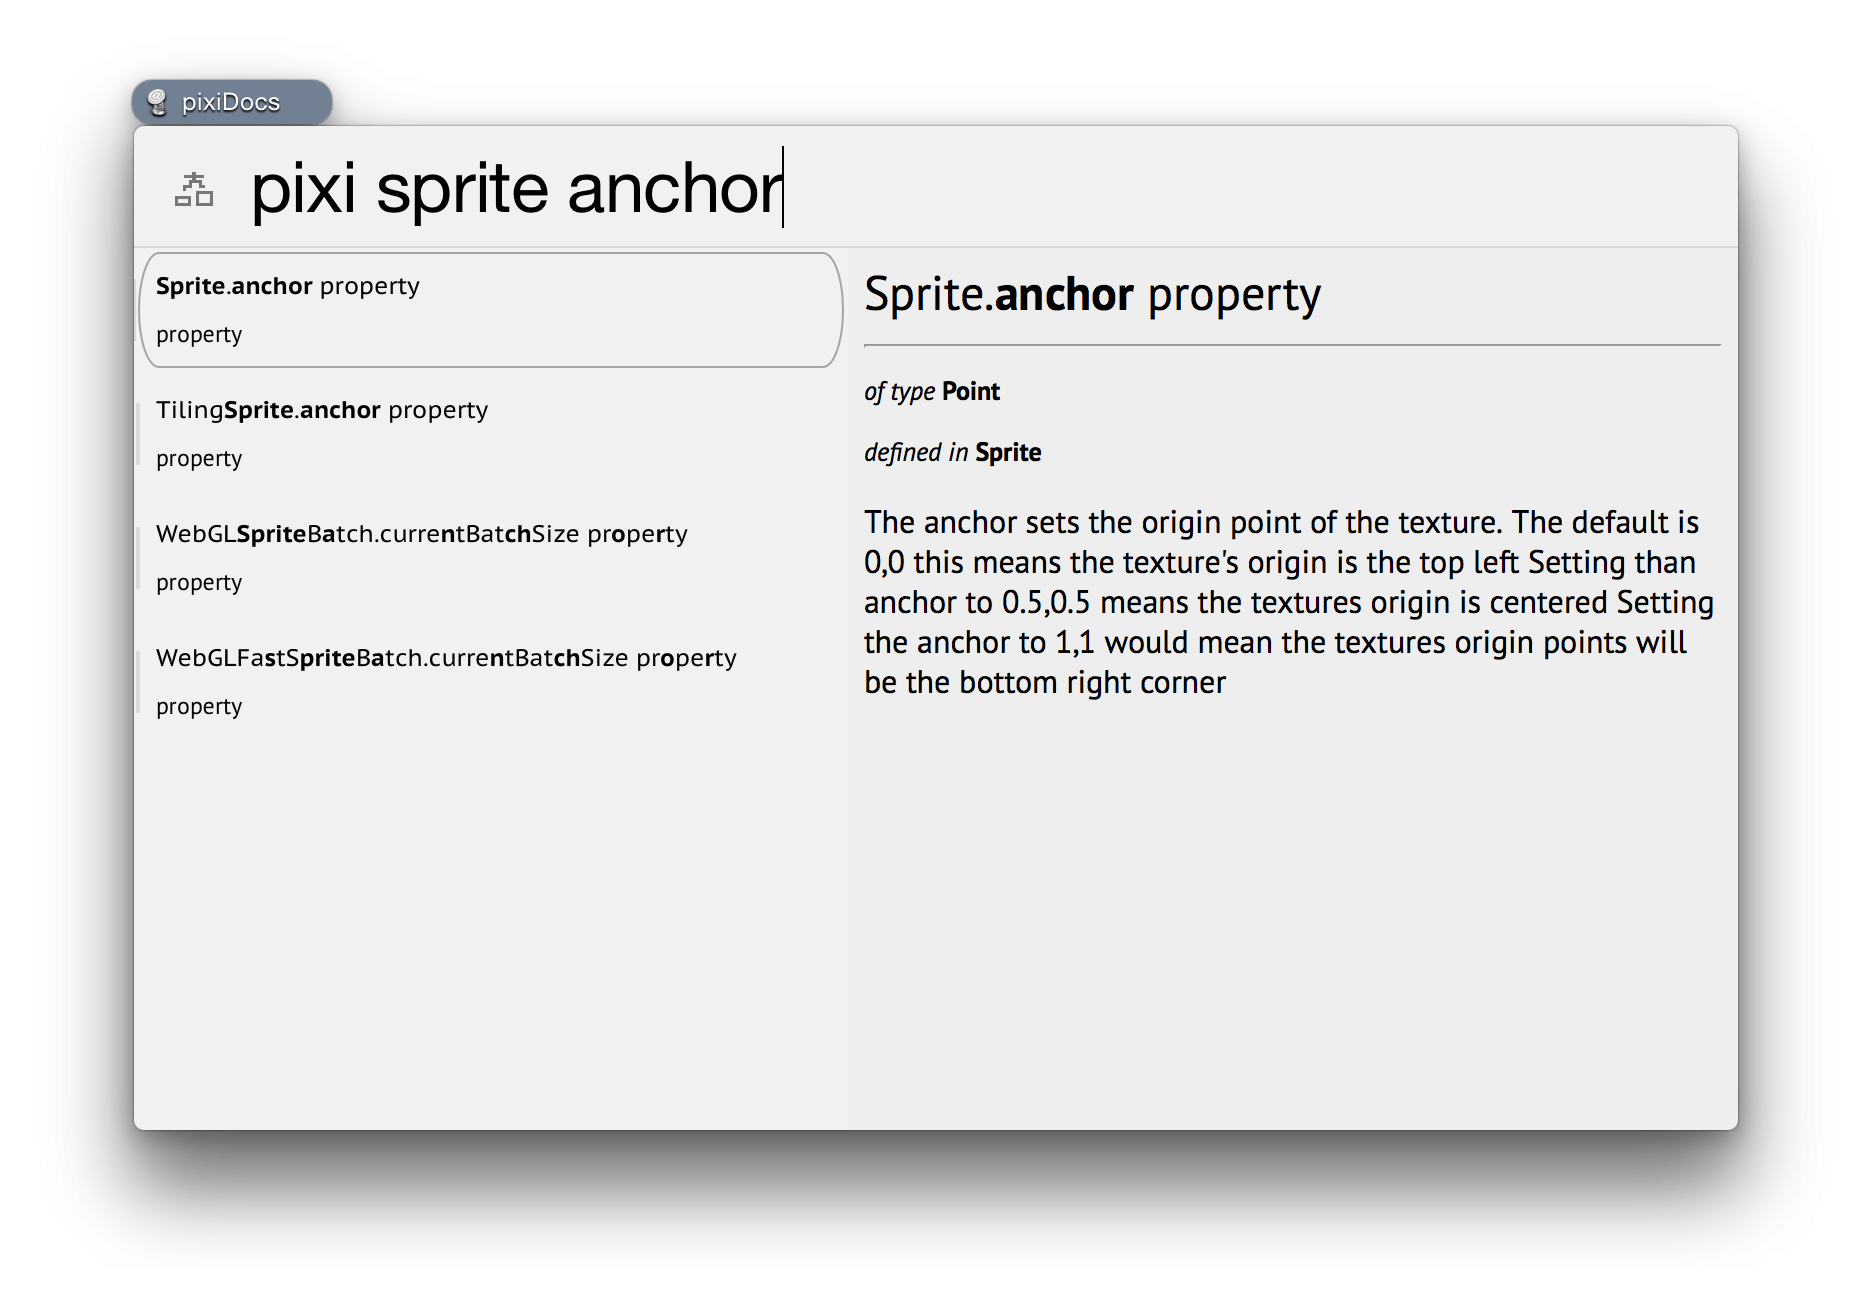 pixiDocs
pixi sprite anchor
Sprite.anchor property
property
TilingSprite.anchor property
property
WebGLSpriteBatch.currentBatchSize property
property
WebGLFastSpriteBatch.currentBatchSize property
property
Sprite.anchor property
of type Point
defined in Sprite
The anchor sets the origin point of the texture. The default is
0,0 this means the texture's origin is the top left Setting than
anchor to 0.5,0.5 means the textures origin is centered Setting
the anchor to 1,1 would mean the textures origin points will
be the bottom right corner